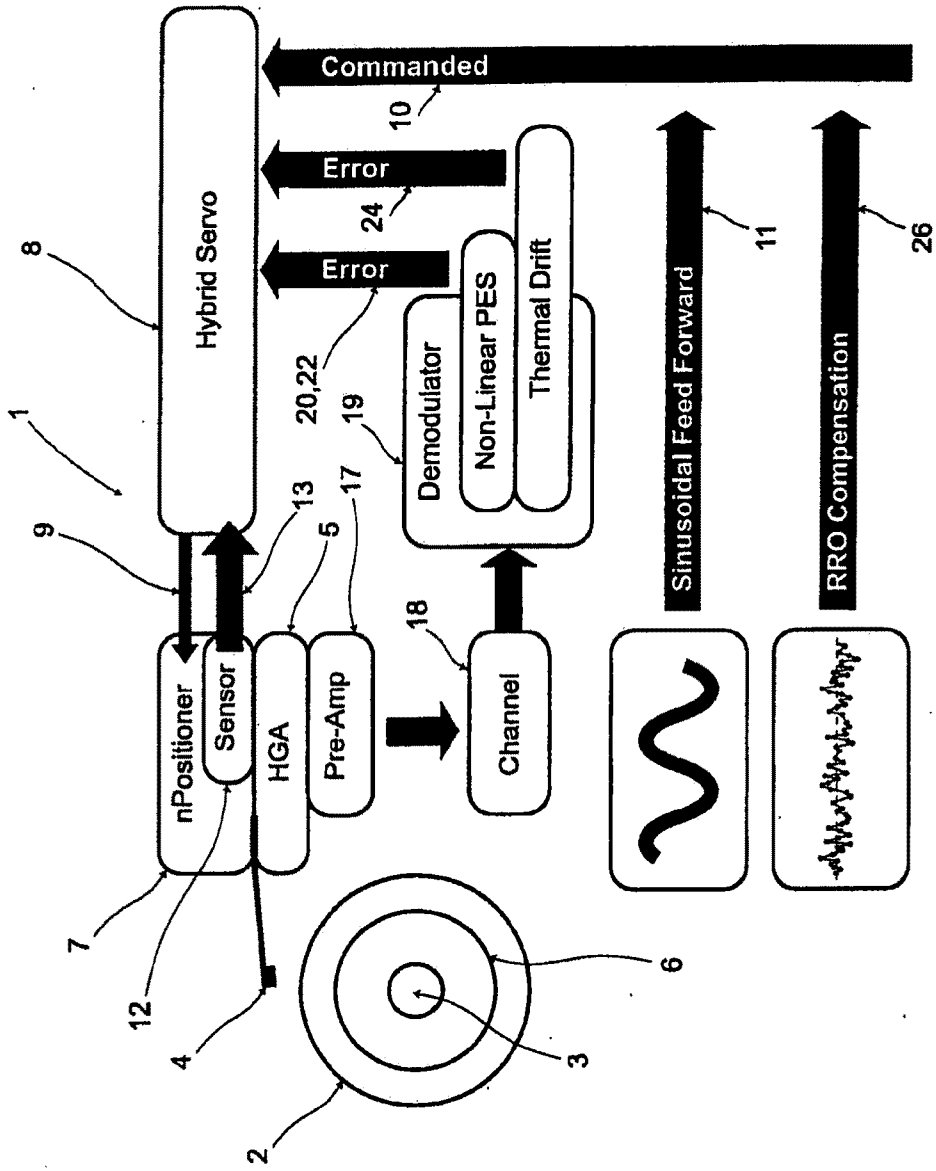 1
8
Hybrid Servo
9
13
nPositioner
Sensor
7
12
HGA
5
Pre-Amp
17
4
2
3
6
Channel
18
Demodulator
19
Non-Linear PES
Thermal Drift
Error
20,22
Error
24
Commanded
10
Sinusoidal Feed Forward
11
RRO Compensation
26